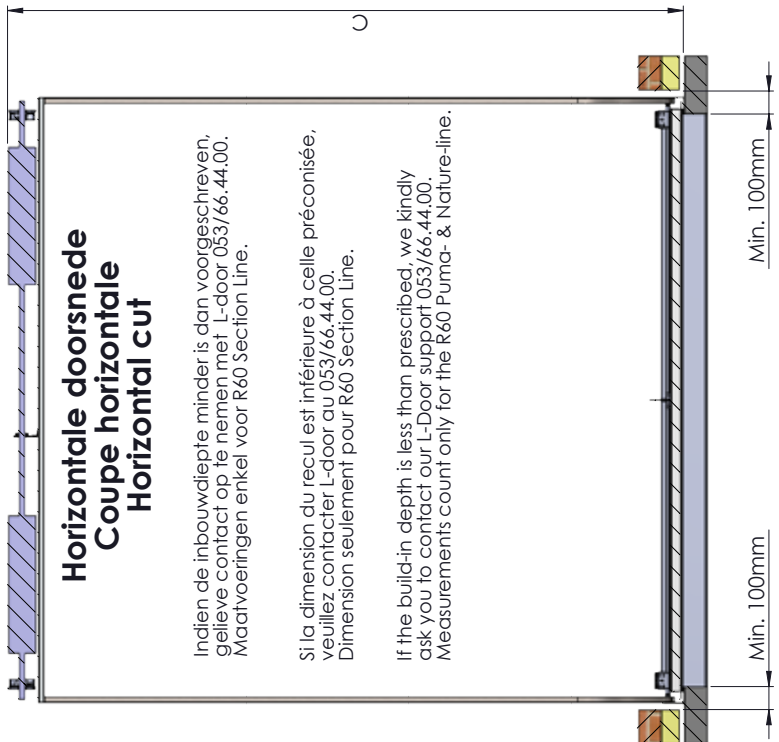 Horizontale doorsnede
Coupe horizontale
Horizontal cut
Indien de inbouwdiepte minder is dan voorgeschreven,
gelieve contact op te nemen met L-door 053/66.44.00.
Maatvoeringen enkel voor R60 Section Line.
Si la dimension du recul est inférieure à celle préconisée,
veuillez contacter L-door au 053/66.44.00.
Dimension seulement pour R60 Section Line.
If the build-in depth is less than prescribed, we kindly
ask you to contact our L-Door support 053/66.44.00.
Measurements count only for the R60 Puma- & Nature-line.
C
Min. 100mm
Min. 100mm